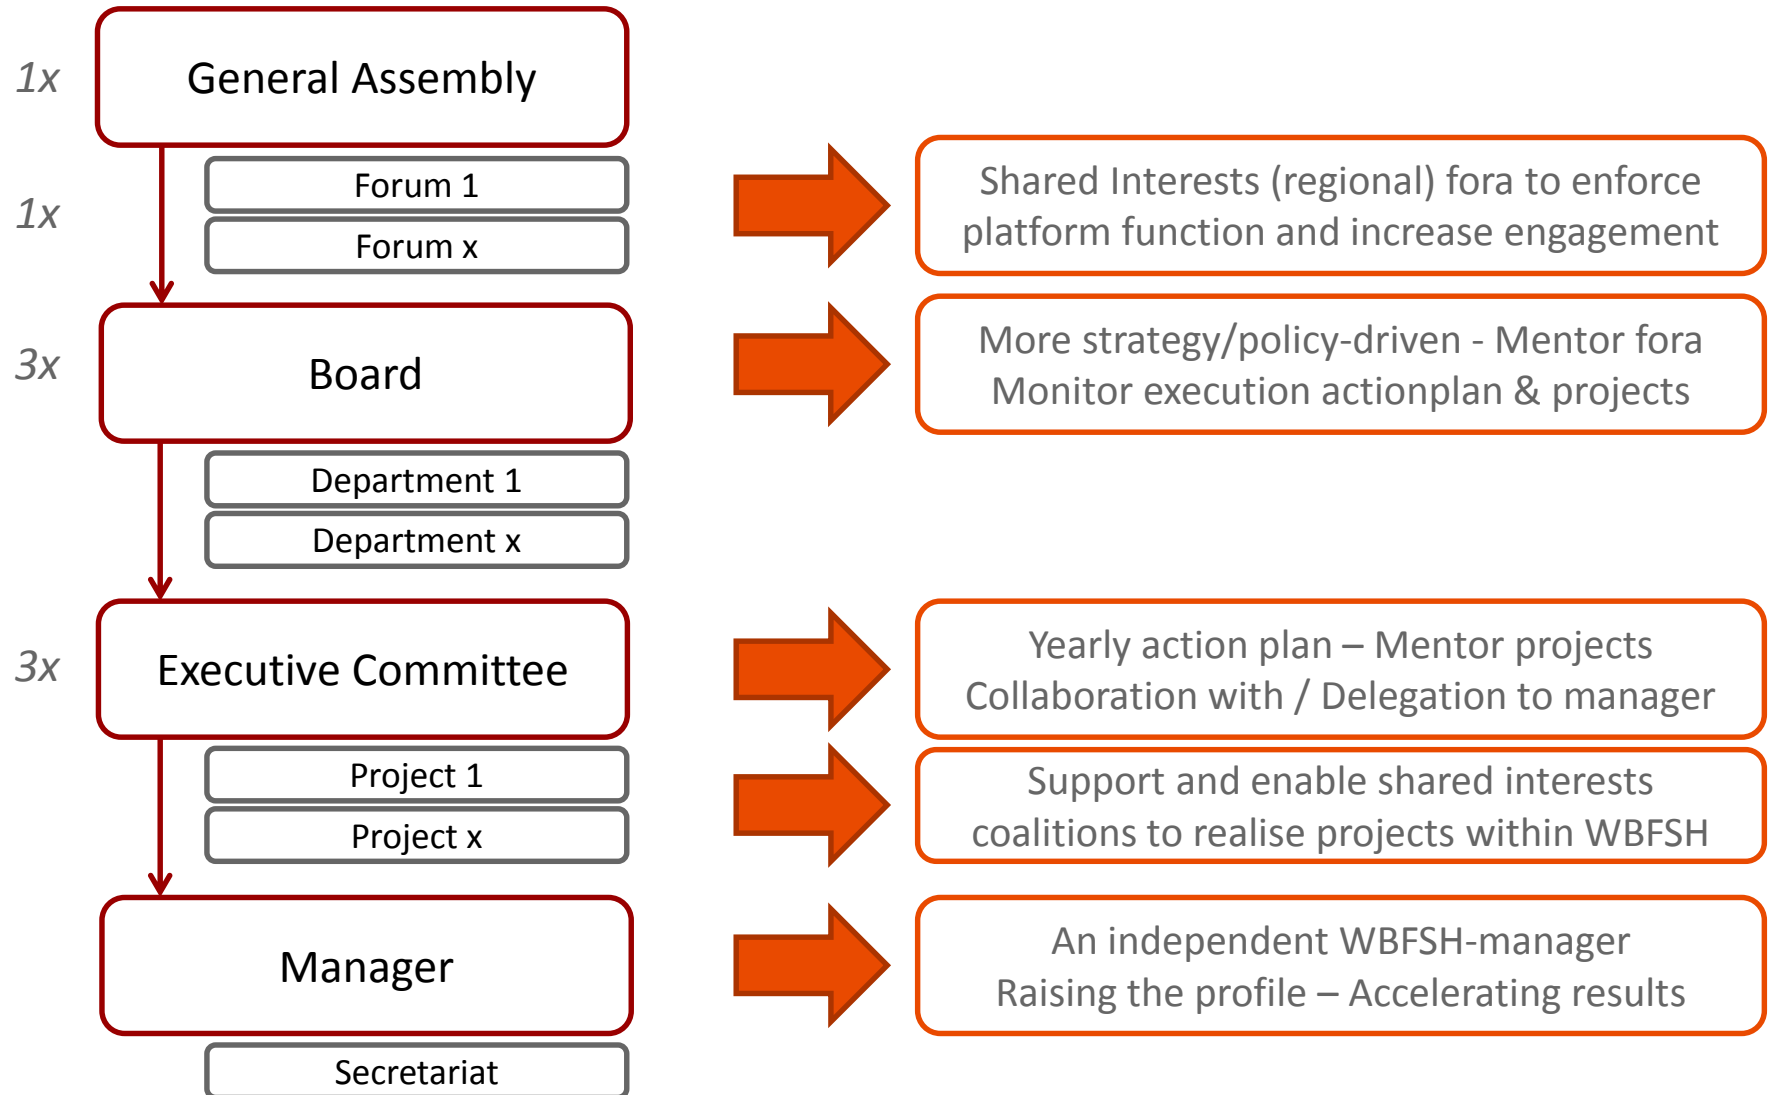 1x
General Assembly
1x
Forum 1
Forum x
Shared Interests (regional) fora to enforce
platform function and increase engagement
3x
Board
More strategy/policy-driven - Mentor fora
Monitor execution actionplan & projects
Department 1
Department x
3x
Executive Committee
Yearly action plan – Mentor projects
Collaboration with / Delegation to manager
Project 1
Project x
Support and enable shared interests
coalitions to realise projects within WBFSH
Manager
An independent WBFSH-manager
Raising the profile – Accelerating results
Secretariat